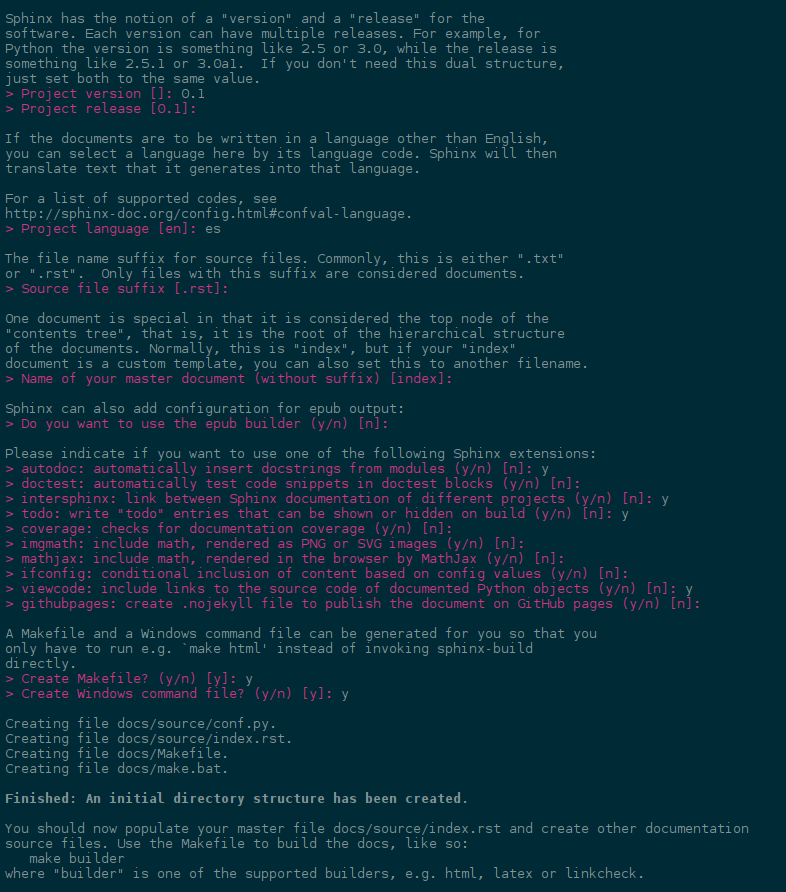 Sphinx has the notion of a "version" and a "release" for the
software. Each version can have multiple releases. For example, for
Python the version is something like 2.5 or 3.0, while the release is
something like 2.5.1 or 3.0a1.  If you don't need this dual structure,
just set both to the same value.
> Project version []: 0.1
> Project release [0.1]:

If the documents are to be written in a language other than English,
you can select a language here by its language code. Sphinx will then
translate text that it generates into that language.

For a list of supported codes, see
http://sphinx-doc.org/config.html#confval-language.
> Project language [en]: es

The file name suffix for source files. Commonly, this is either ".txt"
or ".rst".  Only files with this suffix are considered documents.
> Source file suffix [.rst]:

One document is special in that it is considered the top node of the
"contents tree", that is, it is the root of the hierarchical structure
of the documents. Normally, this is "index", but if your "index"
document is a custom template, you can also set this to another filename.
> Name of your master document (without suffix) [index]:

Sphinx can also add configuration for epub output:
> Do you want to use the epub builder (y/n) [n]:

Please indicate if you want to use one of the following Sphinx extensions:
> autodoc: automatically insert docstrings from modules (y/n) [n]: y
> doctest: automatically test code snippets in doctest blocks (y/n) [n]:
> intersphinx: link between Sphinx documentation of different projects (y/n) [n]: y
> todo: write "todo" entries that can be shown or hidden on build (y/n) [n]: y
> coverage: checks for documentation coverage (y/n) [n]:
> imgmath: include math, rendered as PNG or SVG images (y/n) [n]:
> mathjax: include math, rendered in the browser by MathJax (y/n) [n]:
> ifconfig: conditional inclusion of content based on config values (y/n) [n]:
> viewcode: include links to the source code of documented Python objects (y/n) [n]: y
> githubpages: create .nojekyll file to publish the document on GitHub pages (y/n) [n]:

A Makefile and a Windows command file can be generated for you so that you
only have to run e.g. `make html' instead of invoking sphinx-build
directly.
> Create Makefile? (y/n) [y]: y
> Create Windows command file? (y/n) [y]: y

Creating file docs/source/conf.py.
Creating file docs/source/index.rst.
Creating file docs/Makefile.
Creating file docs/make.bat.

Finished: An initial directory structure has been created.

You should now populate your master file docs/source/index.rst and create other documentation
source files. Use the Makefile to build the docs, like so:
   make builder
where "builder" is one of the supported builders, e.g. html, latex or linkcheck.